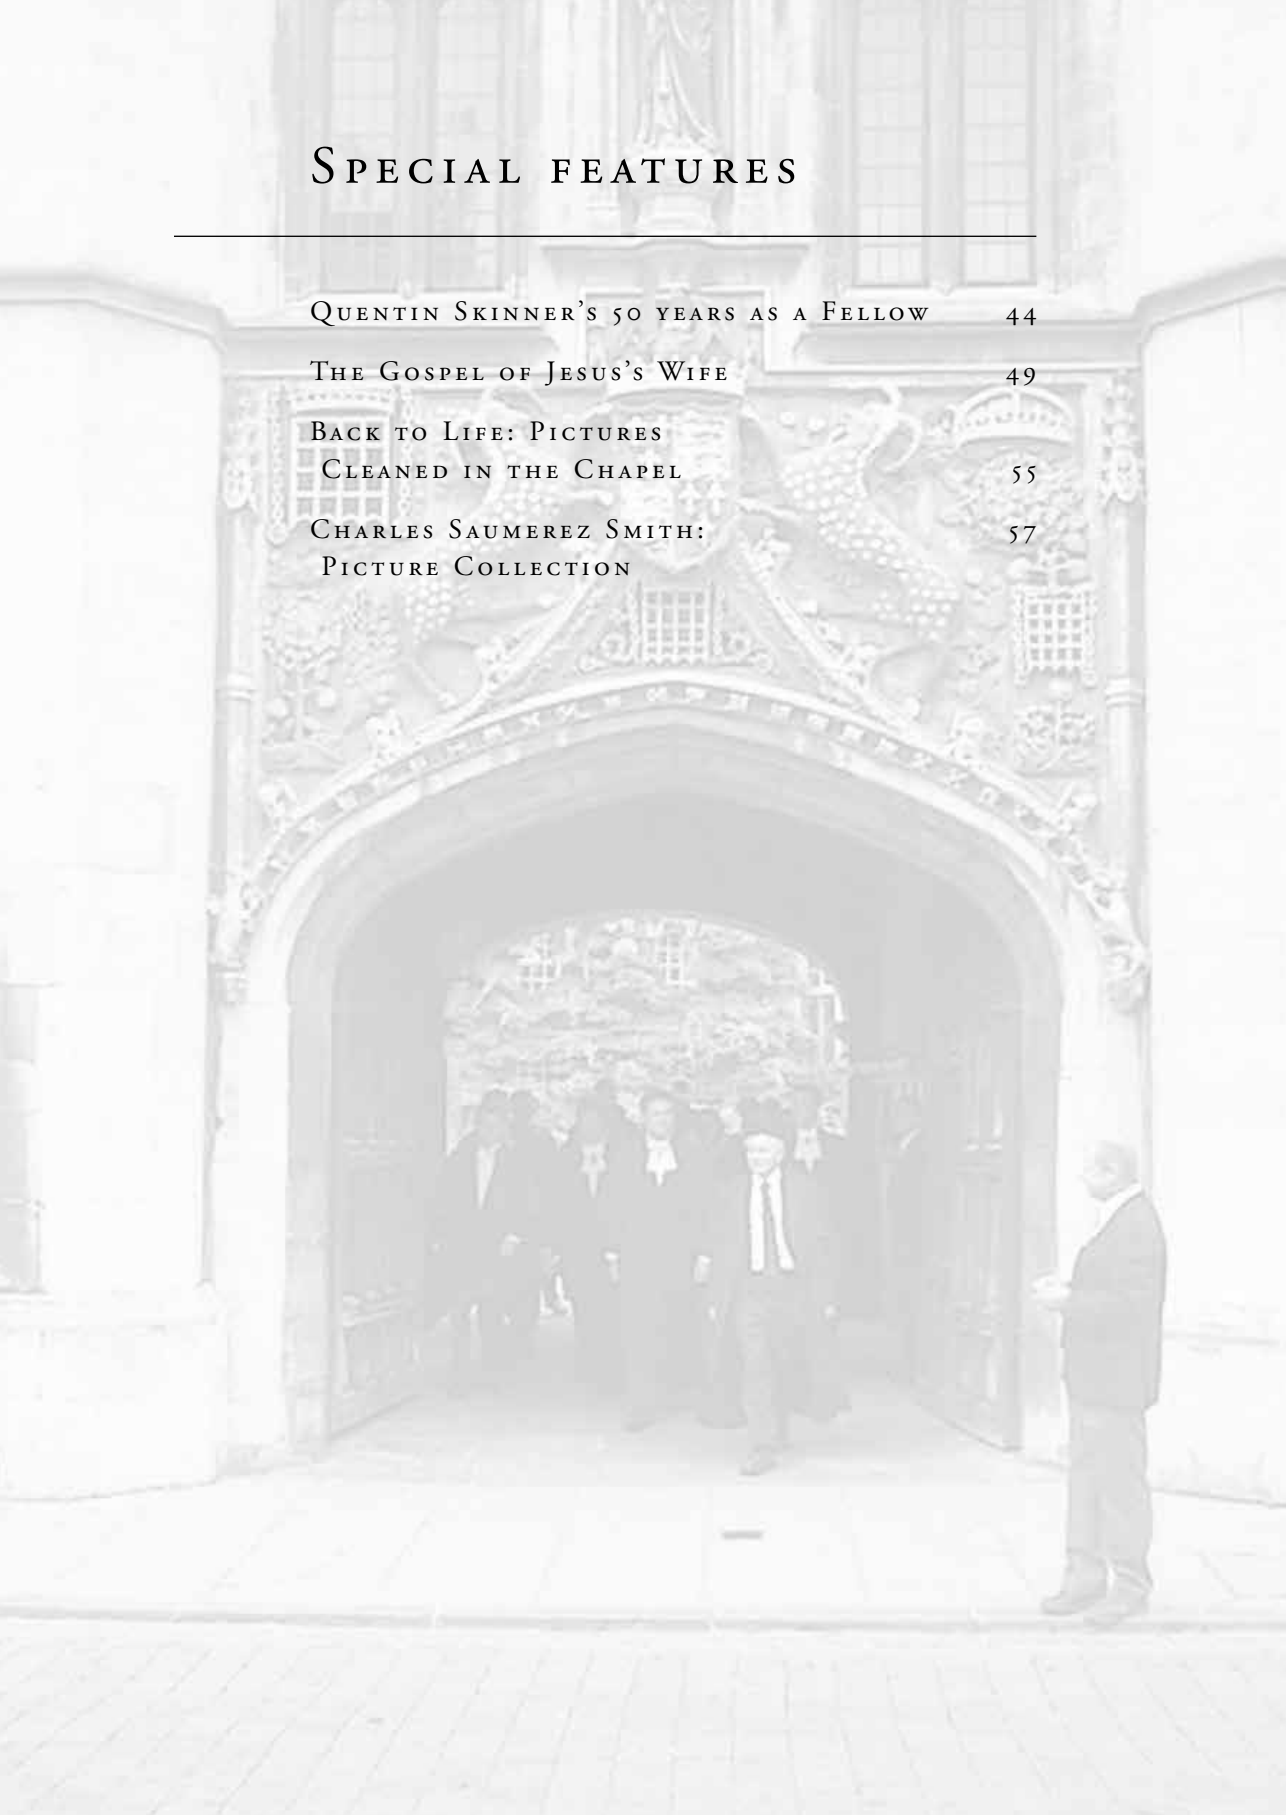 Special features
Quentin Skinner’s 50 years as a Fellow 44
The Gospel of Jesus’s Wife 49
Back to Life: Pictures
Cleaned in the Chapel 55
Charles Saumerez Smith: 57
Picture Collection